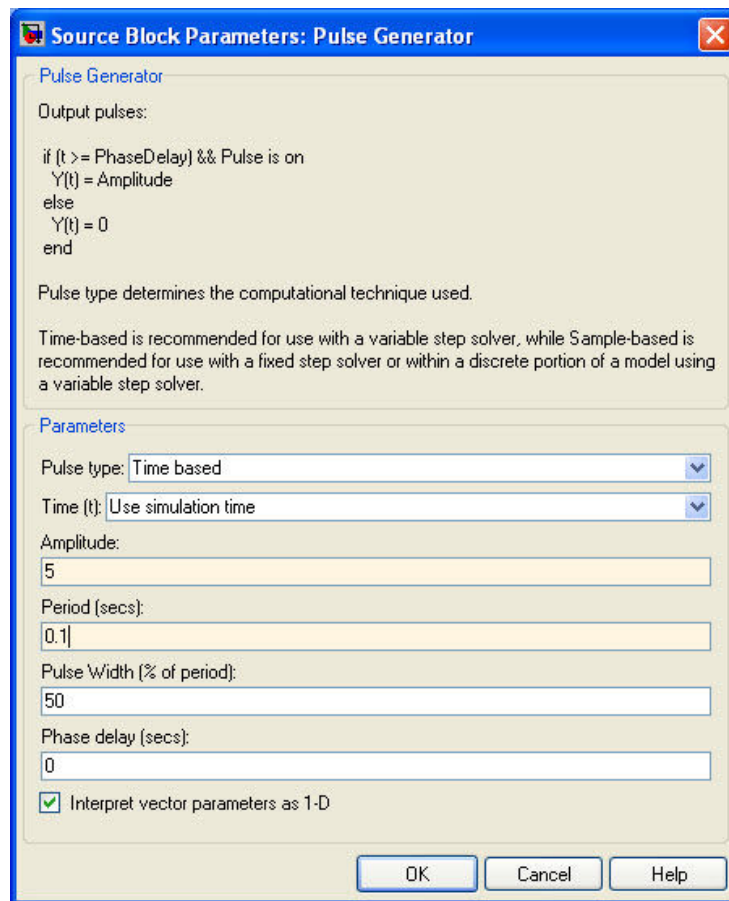 Source Block Parameters: Pulse Generator
Pulse Generator
Output pulses:
if (t >= PhaseDelay) && Pulse is on
Y(t) = Amplitude
else
Y(t) = 0
end
Pulse type determines the computational technique used.
Time-based is recommended for use with a variable step solver, while Sample-based is
recommended for use with a fixed step solver or within a discrete portion of a model using
a variable step solver.
Parameters
Pulse type: Time based
Time (t): Use simulation time
Amplitude:
5
Period (secs):
0.1
Pulse Width (% of period):
50
Phase delay (secs):
0
Interpret vector parameters as 1-D
OK Cancel Help